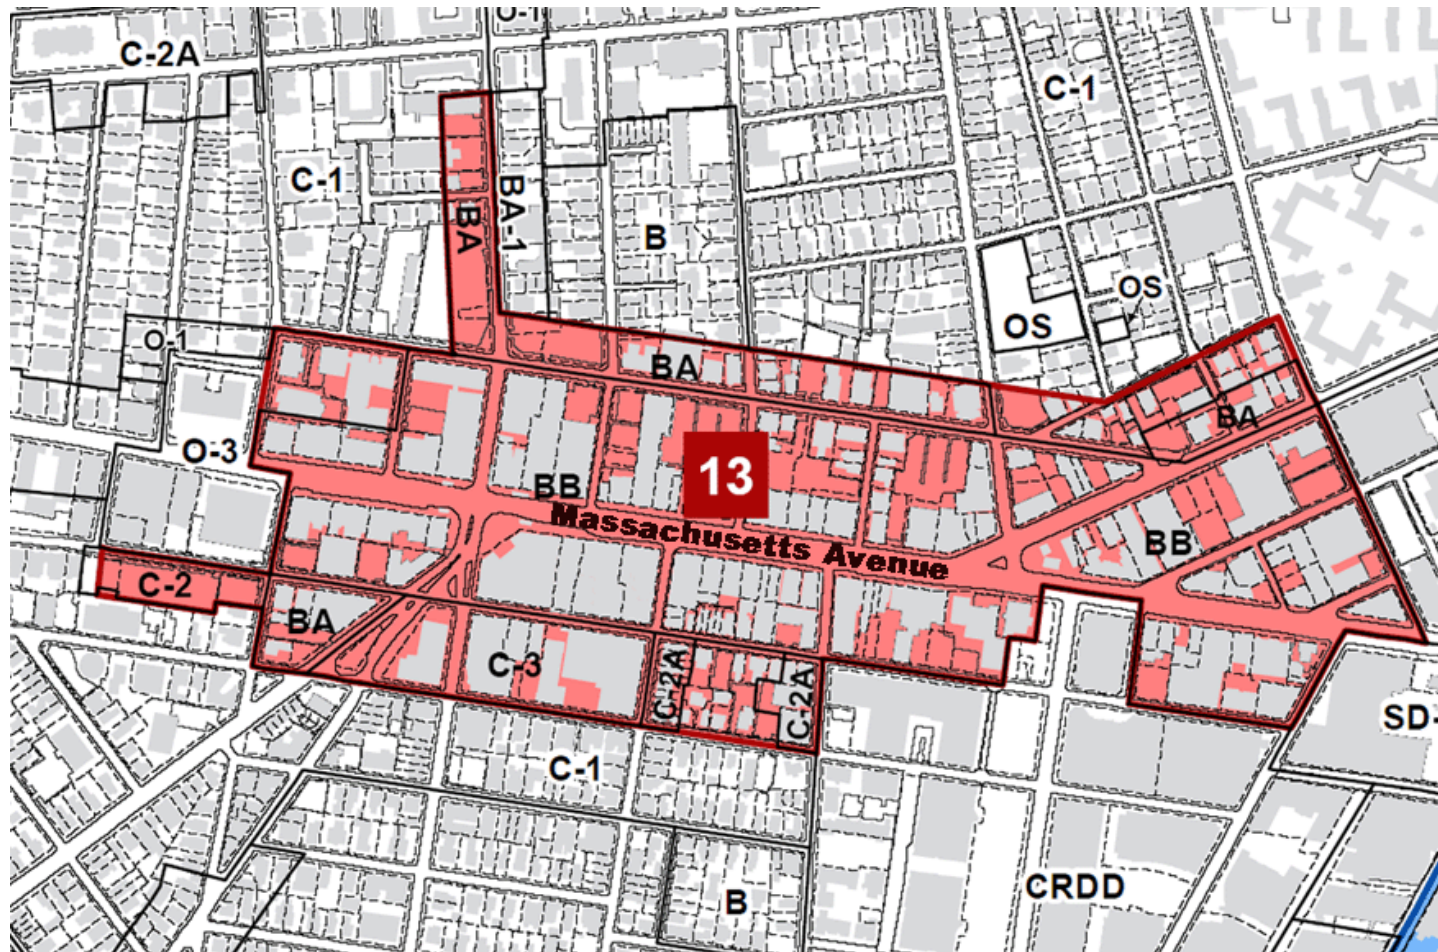 O-1
C-2A
C-1
C-1
BA
BA-1
B
OS
OS
O-1
BA
BA
O-3
13
BB
Massachusetts Avenue
BB
C-2
BA
C-3
C-2A
C-2A
SD-
C-1
CRDD
B